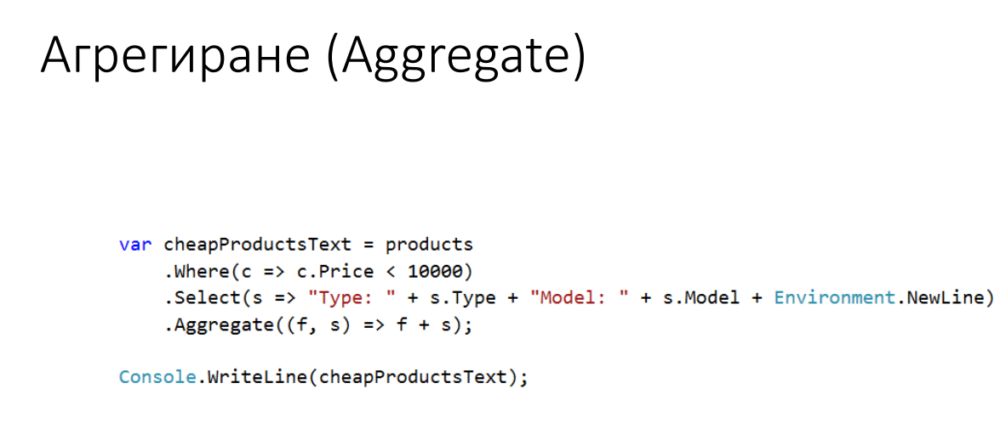 Агрегиране (Aggregate)
var cheapProductsText = products
.Where(c => c.Price < 10000)
.Select(s => "Type: " + s.Type + "Model: " + s.Model + Environment.NewLine)
.Aggregate((f, s) => f + s);
Console.WriteLine(cheapProductsText);